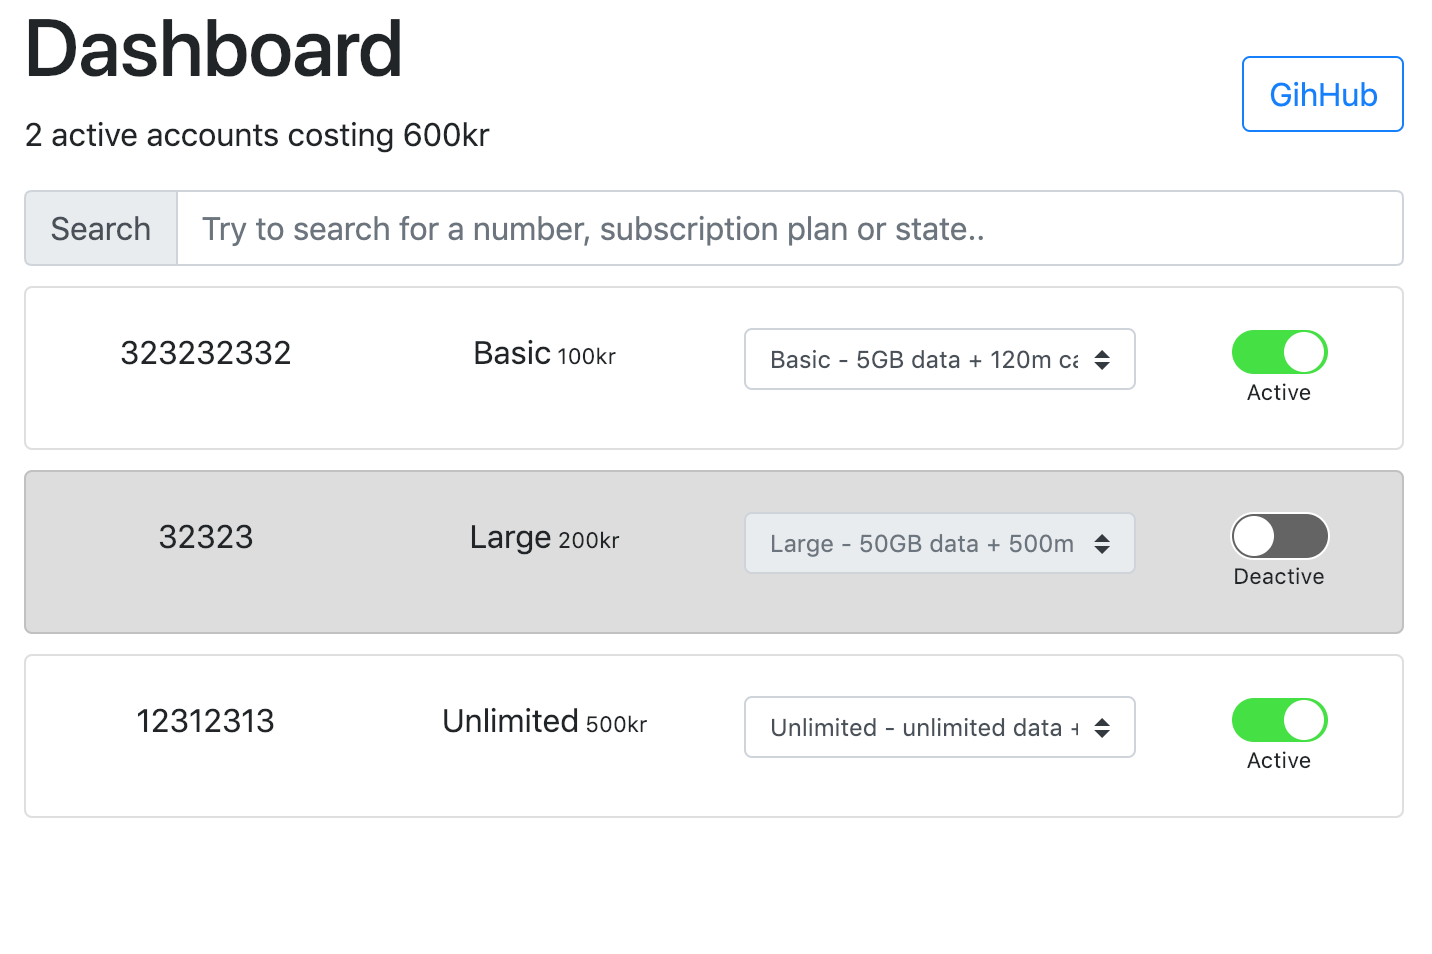 Dashboard
GihHub
2 active accounts costing 600kr
Search Try to search for a number, subscription plan or state..
323232332 Basic 100kr Basic - 5GB data + 120m
Active
32323 Large 200kr Large - 50GB data + 500m
Deactive
12312313 Unlimited 500kr Unlimited - unlimited data +
Active